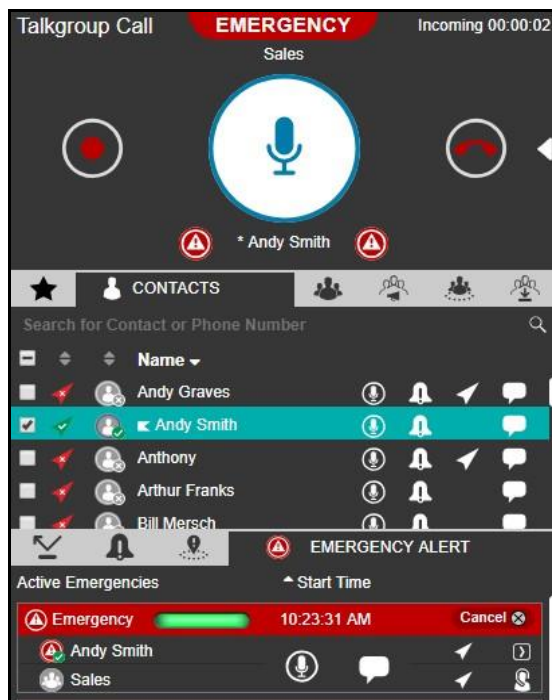 Talkgroup Call EMERGENCY Incoming 00:00:02
Sales
* Andy Smith
CONTACTS
Search for Contact or Phone Number
Name
Andy Graves
Andy Smith
Anthony
Arthur Franks
Bill Mersch
EMERGENCY ALERT
Active Emergencies Start Time
Emergency 10:23:31 AM Cancel
Andy Smith
Sales